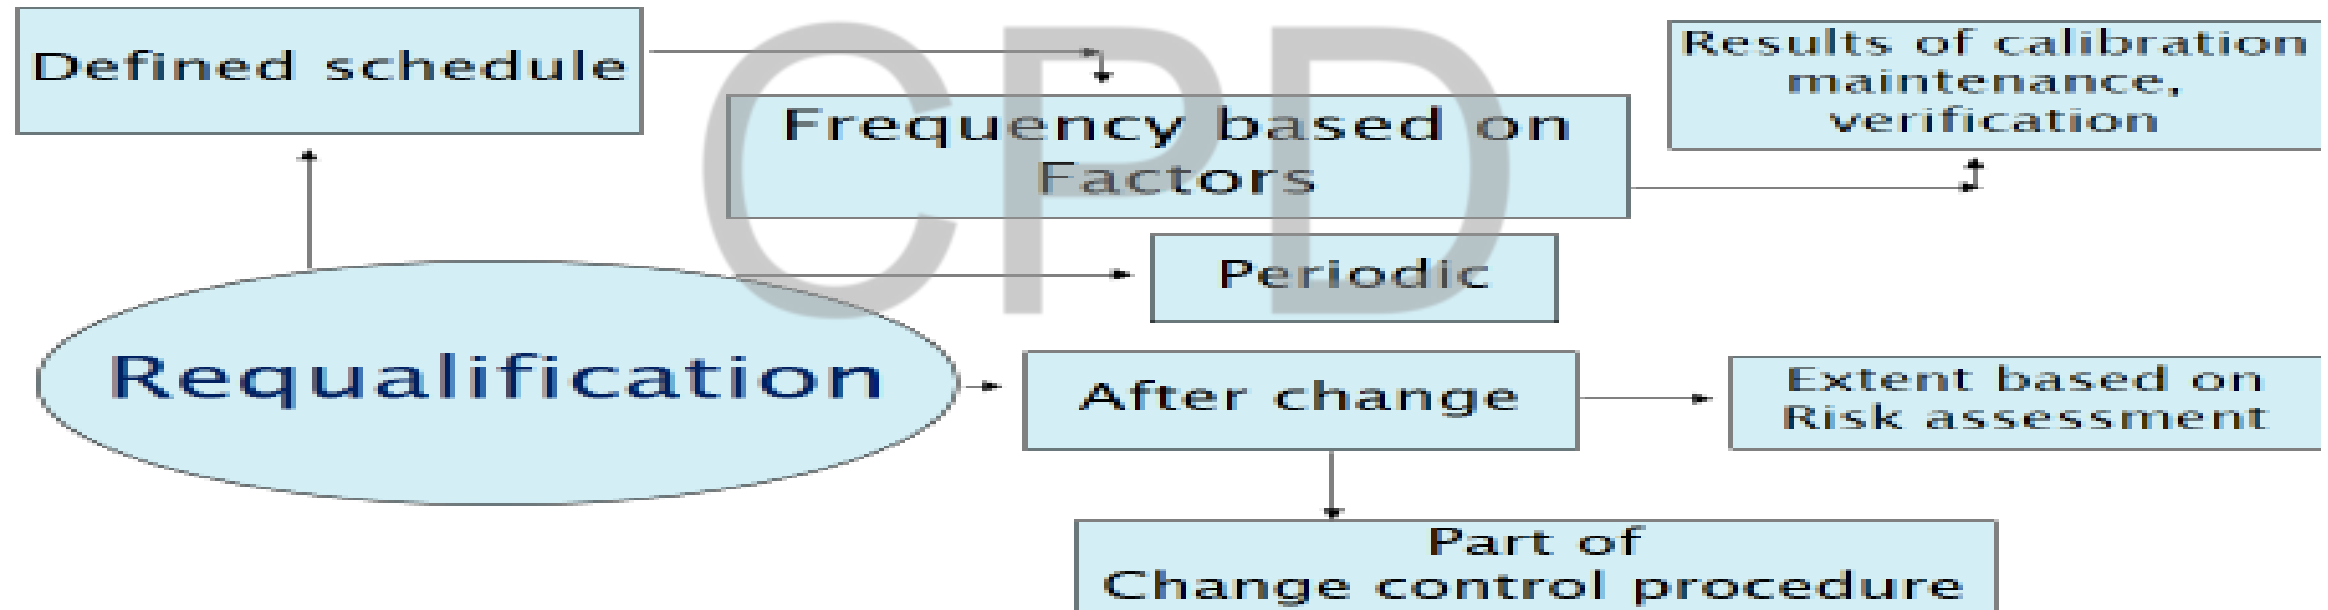 CPD
Defined schedule
Frequency based on
Factors
Results of calibration
maintenance,
verification
Periodic
Requalification
After change
Extent based on
Risk assessment
Part of
Change control procedure